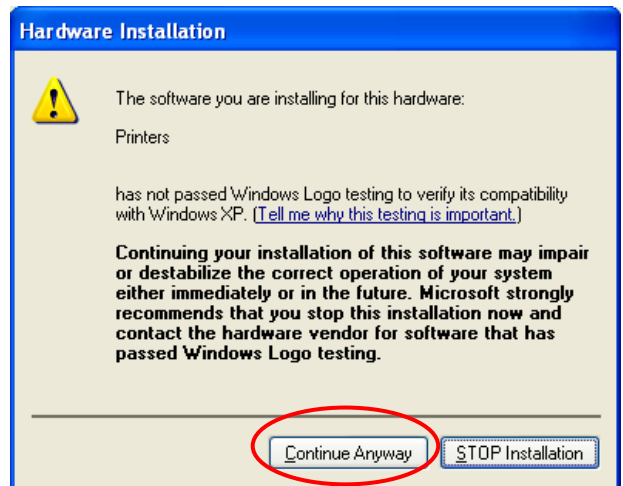 Hardware Installation
The software you are installing for this hardware:
Printers
has not passed Windows Logo testing to verify its compatibility
with Windows XP. (Tell me why this testing is important.)
Continuing your installation of this software may impair
or destabilize the correct operation of your system
either immediately or in the future. Microsoft strongly
recommends that you stop this installation now and
contact the hardware vendor for software that has
passed Windows Logo testing.
Continue Anyway STOP Installation